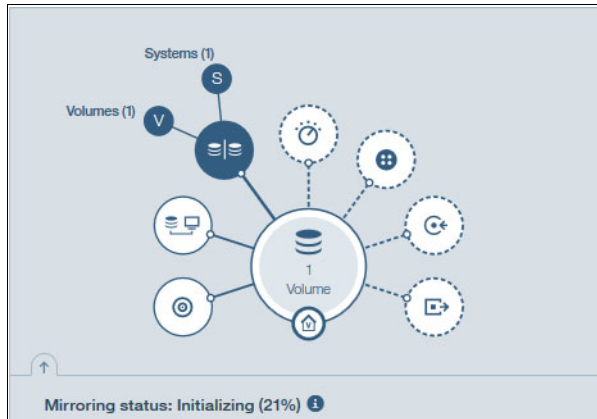 Systems (1)
S
Volumes (1)
V
1
Volume
V
Mirroring status: Initializing (21%) i